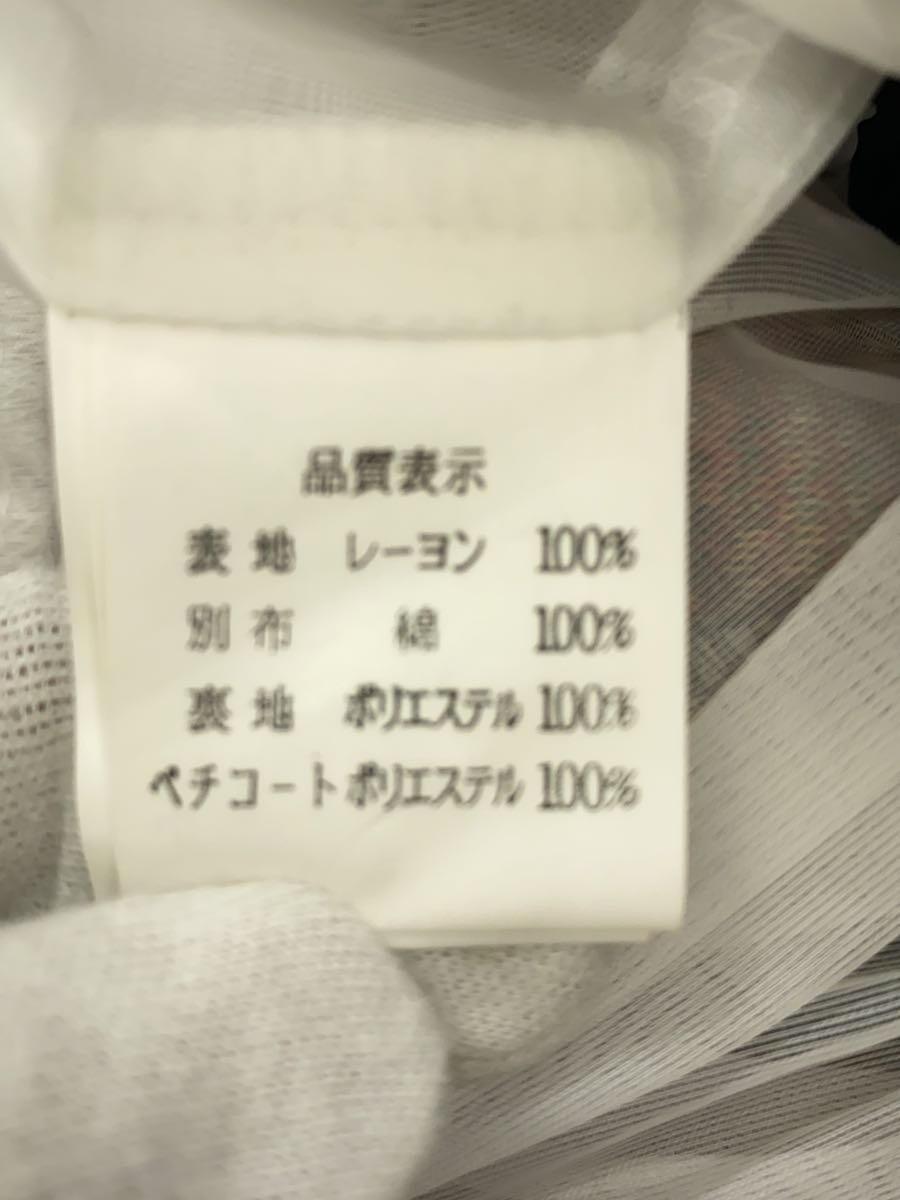 品質表示
表地 レーヨン 100%
別布 綿 100%
裏地 ポリエステル 100%
ペチコート ポリエステル 100%